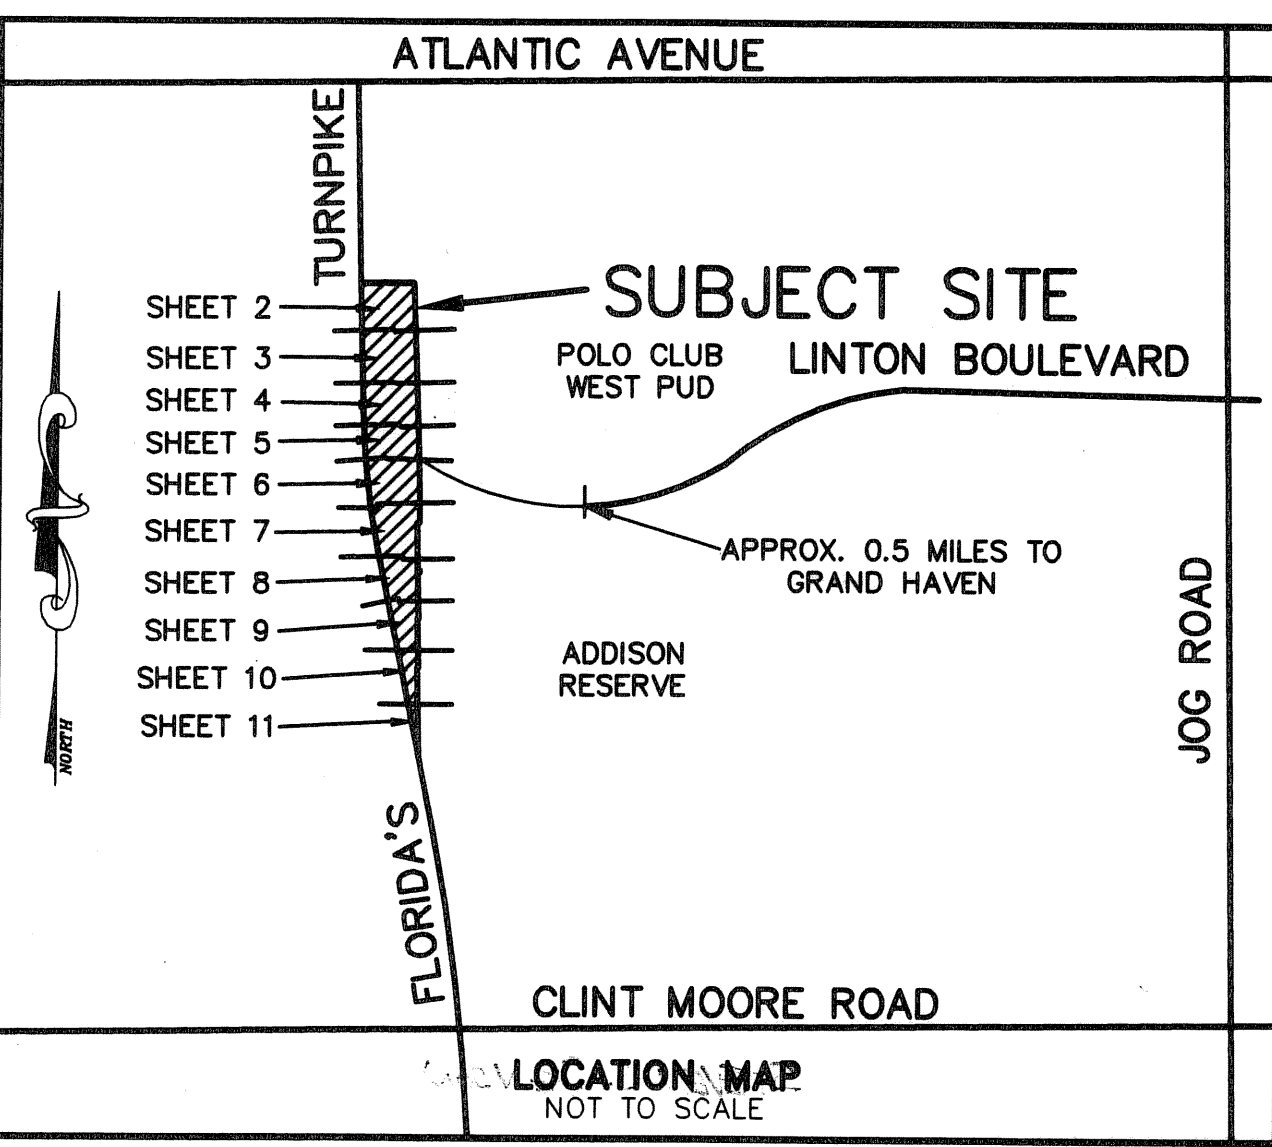 ATLANTIC AVENUE
TURNPIKE
SUBJECT SITE
SHEET 2
SHEET 3
SHEET 4
SHEET 5
SHEET 6
SHEET 7
SHEET 8
SHEET 9
SHEET 10
SHEET 11
POLO CLUB
WEST PUD
LINTON BOULEVARD
APPROX. 0.5 MILES TO
GRAND HAVEN
ADDISON
RESERVE
JOG ROAD
NORTH
FLORIDA'S
CLINT MOORE ROAD
LOCATION MAP
NOT TO SCALE